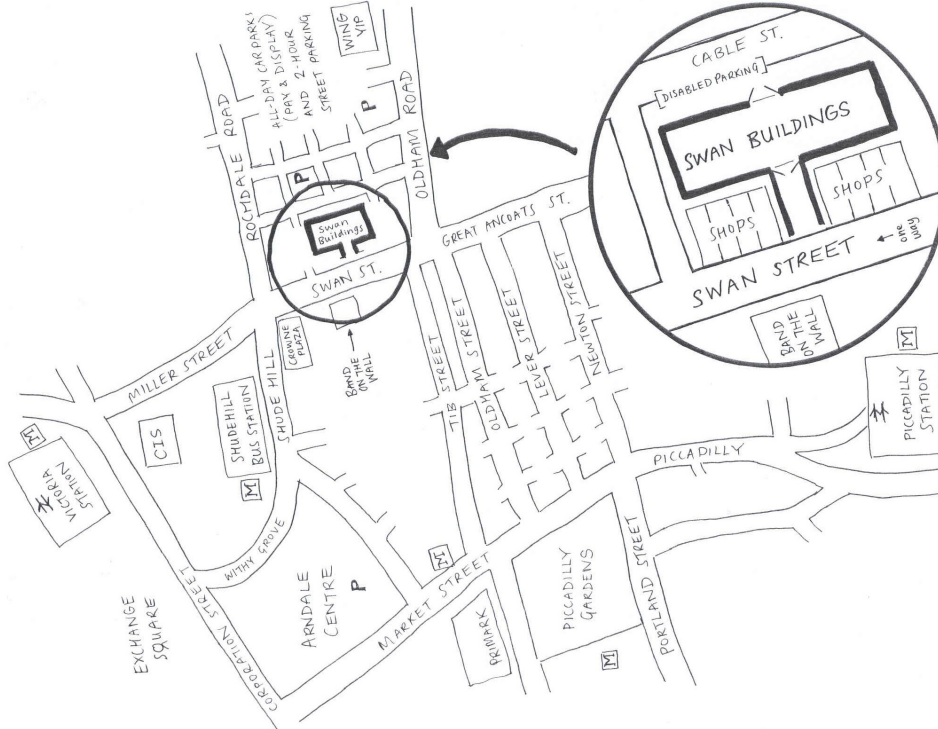 ALL-DAY CAR PARKS
(PAY & DISPLAY)
AND 2-HOUR
STREET PARKING
WING
YIP
ROCHDALE ROAD
OLDHAM ROAD
P
P
Swan
Buildings
SWAN ST.
GREAT ANCOATS ST.
CABLE ST.
[DISABLED PARKING]
SWAN BUILDINGS
SHOPS
SHOPS
SWAN STREET
← one
way
BAND
ON THE
WALL
MILLER STREET
SHUDE HILL
CROWNE
PLAZA
BAND
ON THE
WALL
TIB STREET
OLDHAM STREET
LEVER STREET
NEWTON STREET
M
PICCADILLY
STATION
PICCADILLY
M
VICTORIA
STATION
CIS
SHUDEHILL
BUS STATION
M
WITHY GROVE
CORPORATION STREET
EXCHANGE
SQUARE
ARNDALE
CENTRE
P
M
MARKET STREET
PRIMARK
PICCADILLY
GARDENS
M
PORTLAND STREET